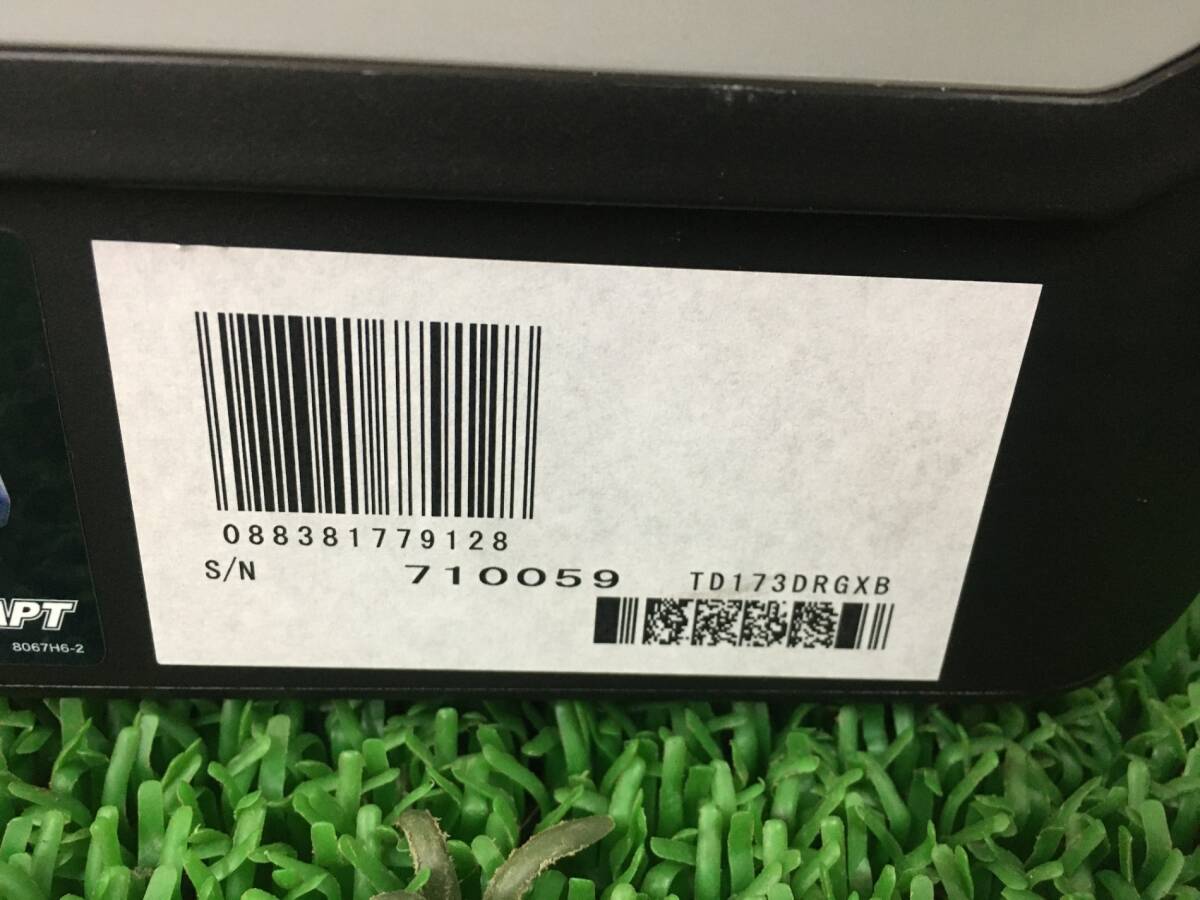 088381779128
S/N 710059 TD173DRGXB
APT
8067H6-2